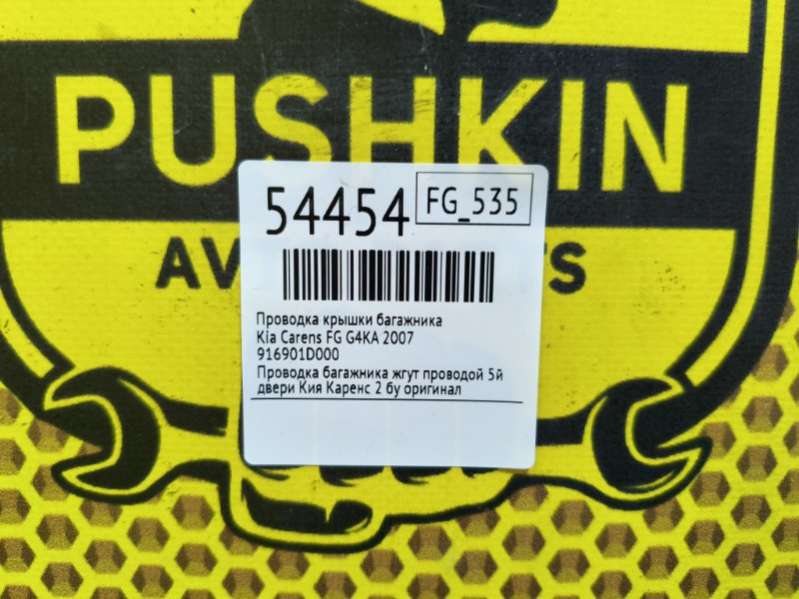 PUSHKIN
54454 FG_535
AV S
Проводка крышки багажника
Kia Carens FG G4KA 2007
916901D000
Проводка багажника жгут проводой 5й
двери Кия Каренс 2 бу оригинал